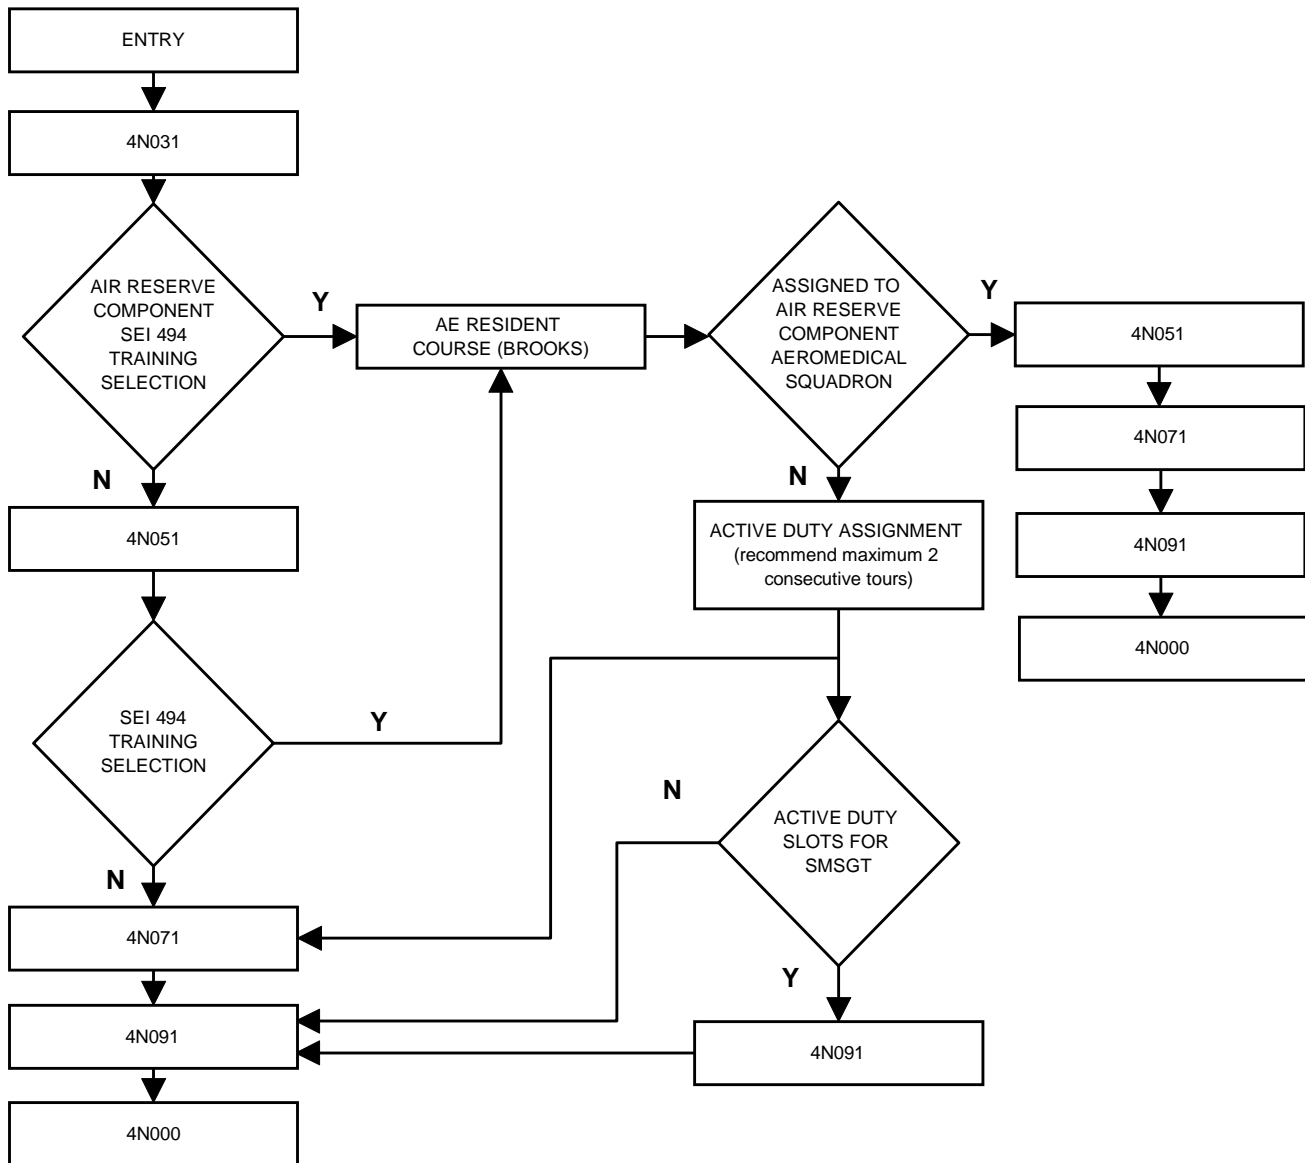 ENTRY
4N031
AIR RESERVE
COMPONENT
SEI 494
TRAINING
SELECTION
Y
N
AE RESIDENT
COURSE (BROOKS)
ASSIGNED TO
AIR RESERVE
COMPONENT
AEROMEDICAL
SQUADRON
Y
N
4N051
4N071
4N091
4N000
4N051
ACTIVE DUTY ASSIGNMENT
(recommend maximum 2
consecutive tours)
SEI 494
TRAINING
SELECTION
Y
N
ACTIVE DUTY
SLOTS FOR
SMSGT
N
Y
4N071
4N091
4N091
4N000